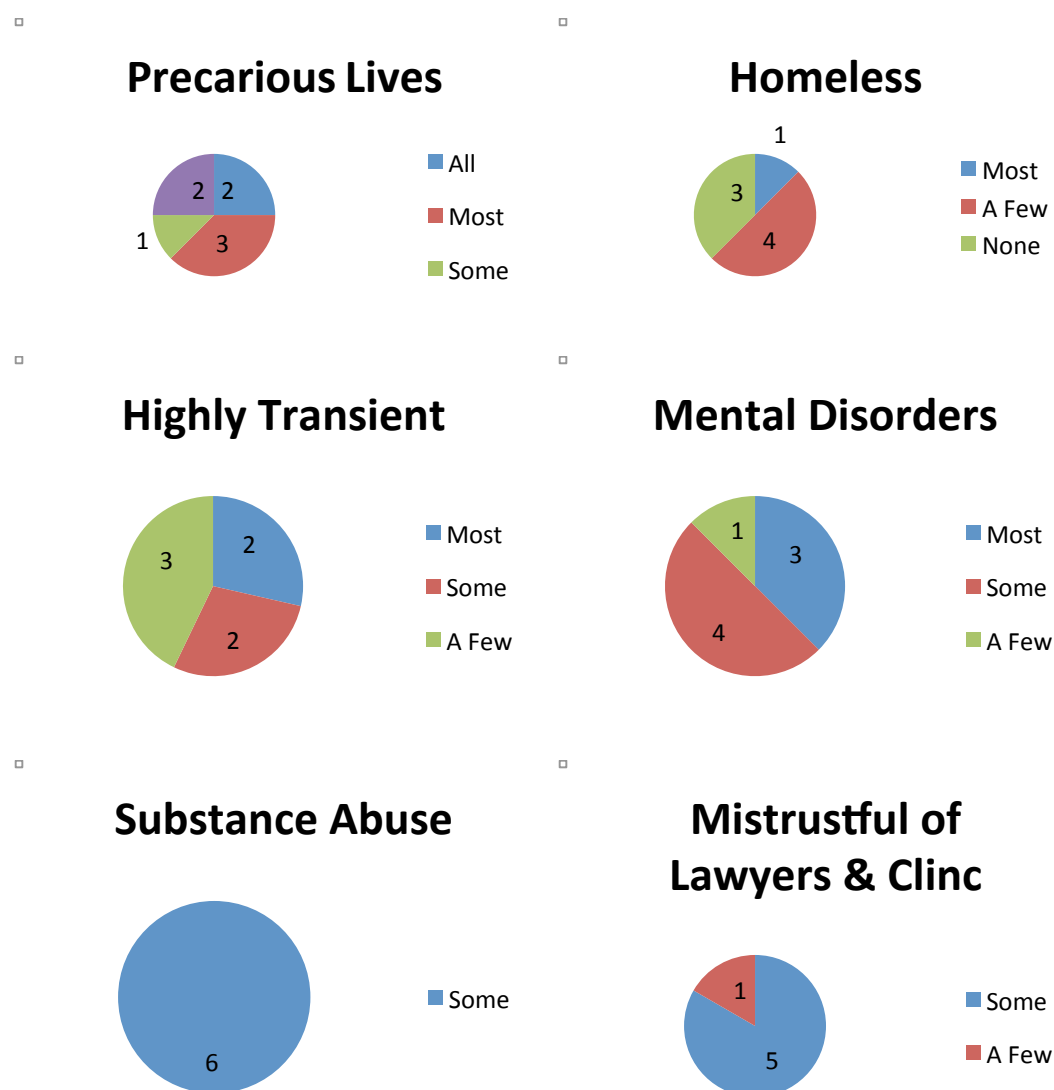 Precarious Lives
2
2
3
1
All
Most
Some
Homeless
1
3
4
Most
A Few
None
Highly Transient
2
3
2
Most
Some
A Few
Mental Disorders
1
3
4
Most
Some
A Few
Substance Abuse
6
Some
Mistrustful of
Lawyers & Clinc
1
5
Some
A Few